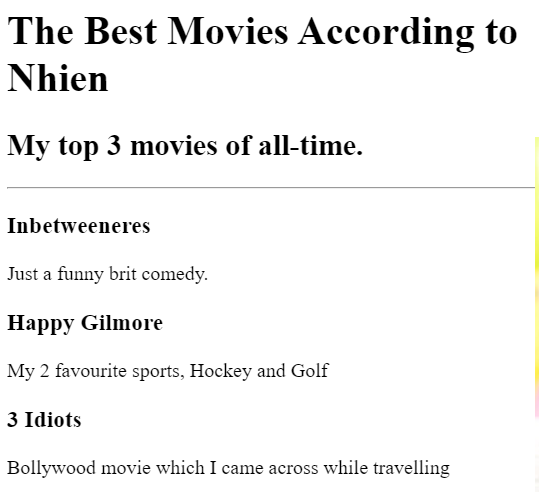 The Best Movies According to
Nhien
My top 3 movies of all-time.
Inbetweeneres
Just a funny brit comedy.
Happy Gilmore
My 2 favourite sports, Hockey and Golf
3 Idiots
Bollywood movie which I came across while travelling